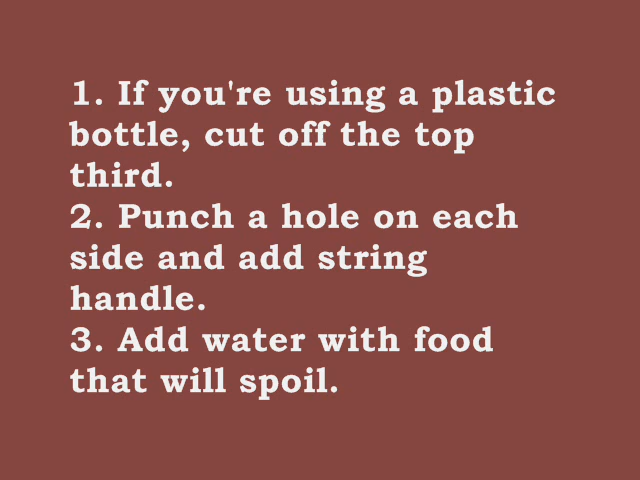 1. If you're using a plastic
bottle, cut off the top
third.
2. Punch a hole on each
side and add string
handle.
3. Add water with food
that will spoil.